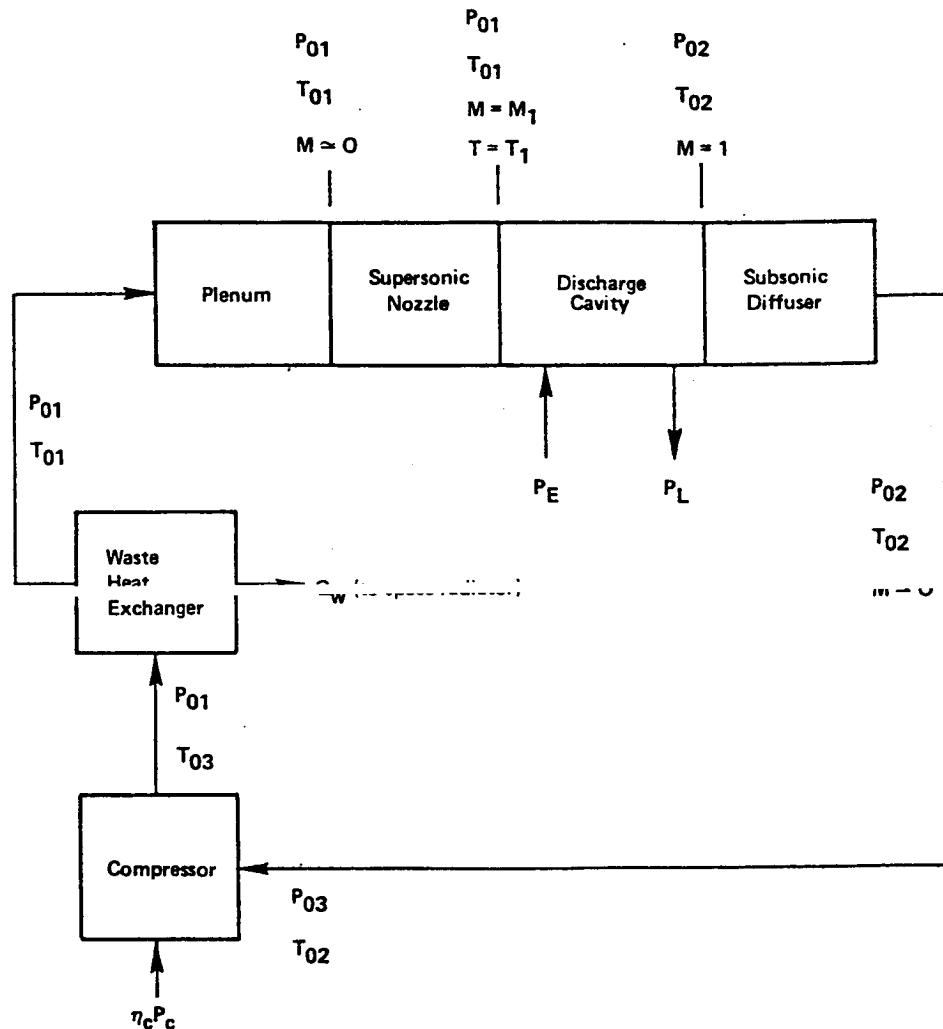 P01
T01
M ≃ O
P01
T01
M = M1
T = T1
P02
T02
M = 1
Plenum
Supersonic
Nozzle
Discharge
Cavity
Subsonic
Diffuser
P01
T01
PE
PL
P02
T02
Waste
Heat
Exchanger
P01
T03
Compressor
P03
T02
ηcPc